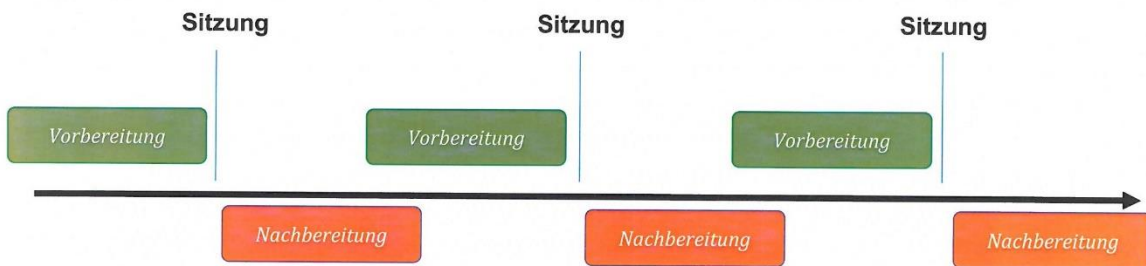 Sitzung Sitzung Sitzung
Vorbereitung Vorbereitung Vorbereitung
Nachbereitung Nachbereitung Nachbereitung